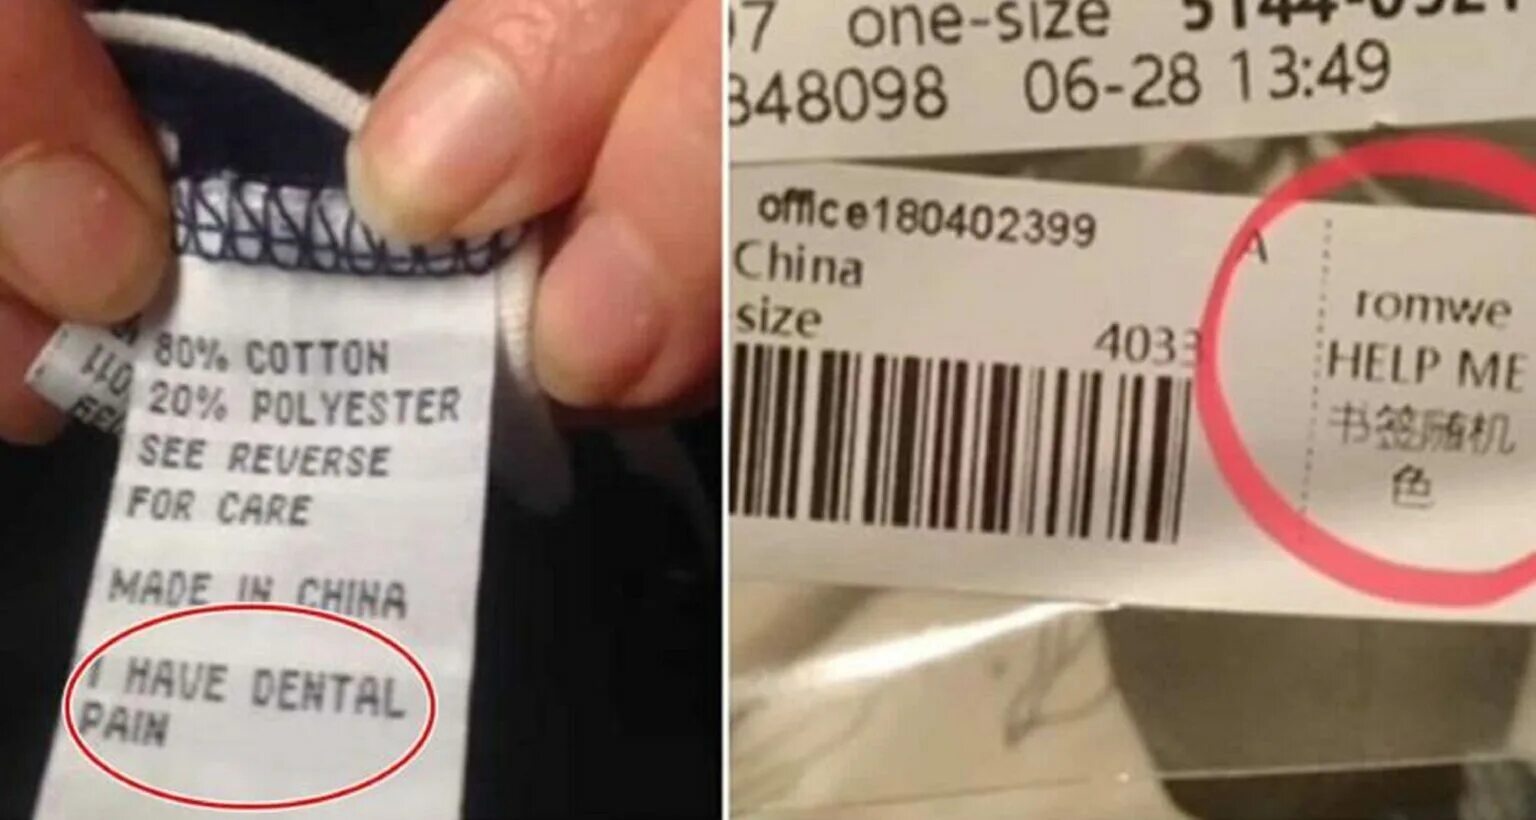 80% COTTON
20% POLYESTER
SEE REVERSE
FOR CARE
MADE IN CHINA
I HAVE DENTAL
PAIN
one-size
848098 06-28 13:49
office180402399
China
size
4033
A
romwe
HELP ME
书签随机
色